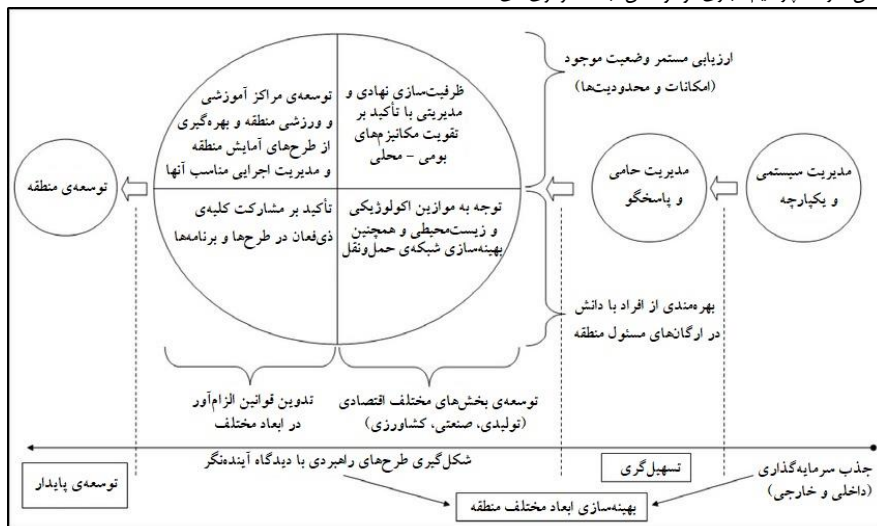 ارزیابی مستمر وضعیت موجود
(امکانات و محدودیت‌ها)
مدیریت سیستمی
و یکپارچه
مدیریت حامی
و پاسخگو
ظرفیت‌سازی نهادی و
مدیریتی با تأکید بر
تقویت مکانیزم‌های
بومی – محلی
توسعه‌ی مراکز آموزشی
و ورزشی منطقه و بهره‌گیری
از طرح‌های آمایش منطقه
و مدیریت اجرایی مناسب آنها
توجه به موازین اکولوژیکی
و زیست‌محیطی و همچنین
بهینه‌سازی شبکه‌ی حمل‌ونقل
تأکید بر مشارکت کلیه‌ی
ذی‌فعان در طرح‌ها و برنامه‌ها
توسعه‌ی منطقه
بهره‌مندی از افراد با دانش
در ارگان‌های مسئول منطقه
توسعه‌ی بخش‌های مختلف اقتصادی
(تولیدی، صنعتی، کشاورزی)
تدوین قوانین الزام‌آور
در ابعاد مختلف
جذب سرمایه‌گذاری
(داخلی و خارجی)
تسهیل‌گری
شکل‌گیری طرح‌های راهبردی با دیدگاه آینده‌نگر
توسعه‌ی پایدار
بهینه‌سازی ابعاد مختلف منطقه